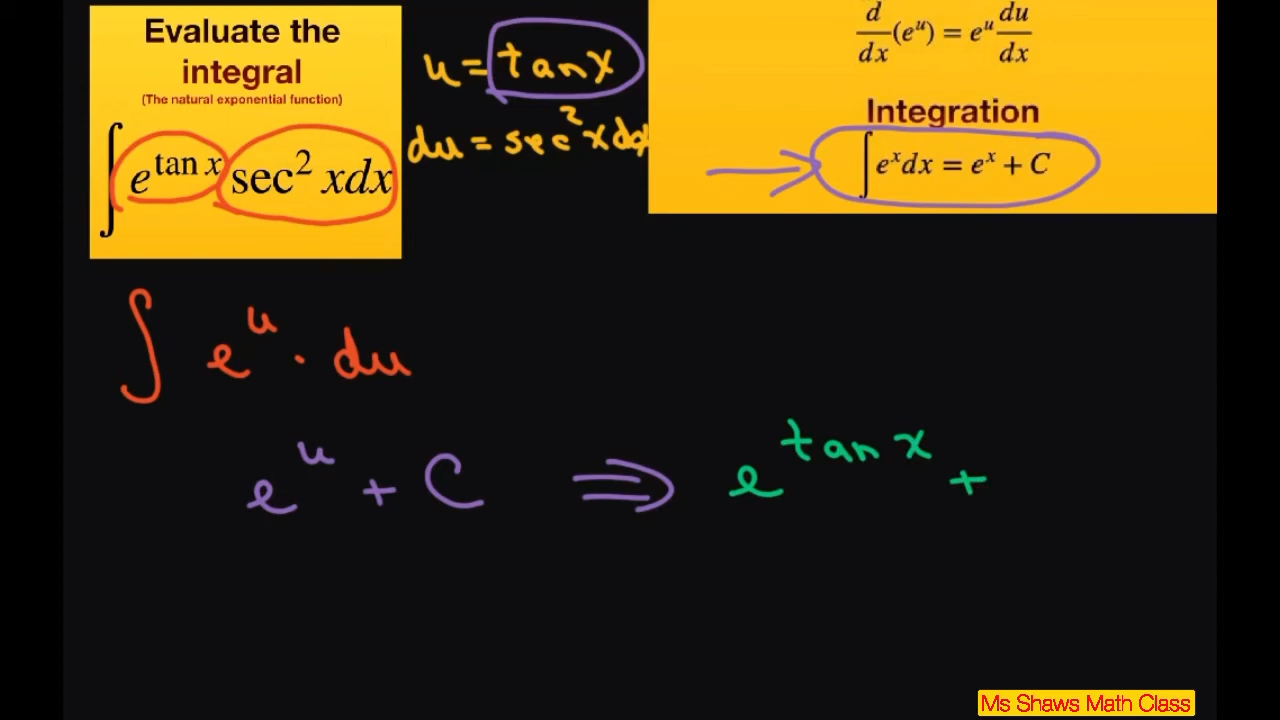 Evaluate the
integral
(The natural exponential function)
∫ e^{tan x} sec² xdx
u = tan x
du = sec² x dx
d/dx (e^u) = e^u du/dx
Integration
∫ e^x dx = e^x + C
∫ e^u · du
e^u + C ⇒ e^{tan x} +
Ms Shaws Math Class